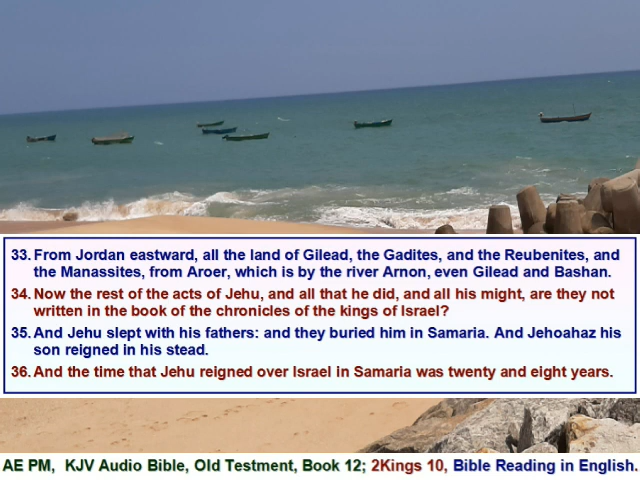 33. From Jordan eastward, all the land of Gilead, the Gadites, and the Reubenites, and
the Manassites, from Aroer, which is by the river Arnon, even Gilead and Bashan.
34. Now the rest of the acts of Jehu, and all that he did, and all his might, are they not
written in the book of the chronicles of the kings of Israel?
35. And Jehu slept with his fathers: and they buried him in Samaria. And Jehoahaz his
son reigned in his stead.
36. And the time that Jehu reigned over Israel in Samaria was twenty and eight years.
AE PM, KJV Audio Bible, Old Testment, Book 12; 2Kings 10, Bible Reading in English.